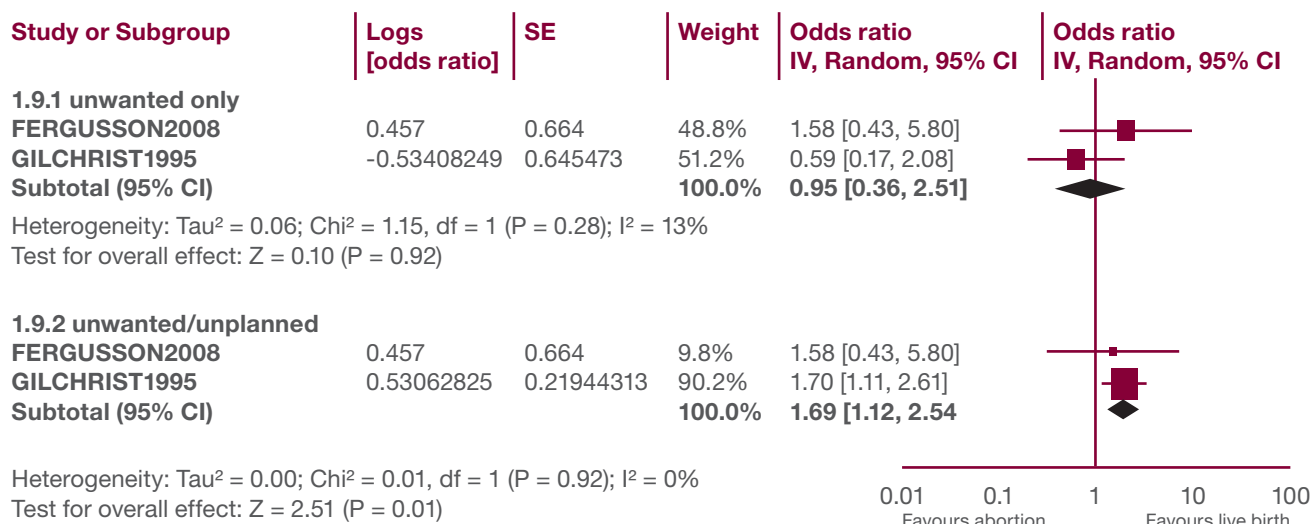 Study or Subgroup Logs SE Weight Odds ratio Odds ratio
[odds ratio] IV, Random, 95% CI IV, Random, 95% CI
1.9.1 unwanted only
FERGUSSON2008 0.457 0.664 48.8% 1.58 [0.43, 5.80]
GILCHRIST1995 -0.53408249 0.645473 51.2% 0.59 [0.17, 2.08]
Subtotal (95% CI) 100.0% 0.95 [0.36, 2.51]
Heterogeneity: Tau² = 0.06; Chi² = 1.15, df = 1 (P = 0.28); I² = 13%
Test for overall effect: Z = 0.10 (P = 0.92)
1.9.2 unwanted/unplanned
FERGUSSON2008 0.457 0.664 9.8% 1.58 [0.43, 5.80]
GILCHRIST1995 0.53062825 0.21944313 90.2% 1.70 [1.11, 2.61]
Subtotal (95% CI) 100.0% 1.69 [1.12, 2.54
Heterogeneity: Tau² = 0.00; Chi² = 0.01, df = 1 (P = 0.92); I² = 0%
Test for overall effect: Z = 2.51 (P = 0.01)
0.01 0.1 1 10 100
Favours abortion Favours live birth